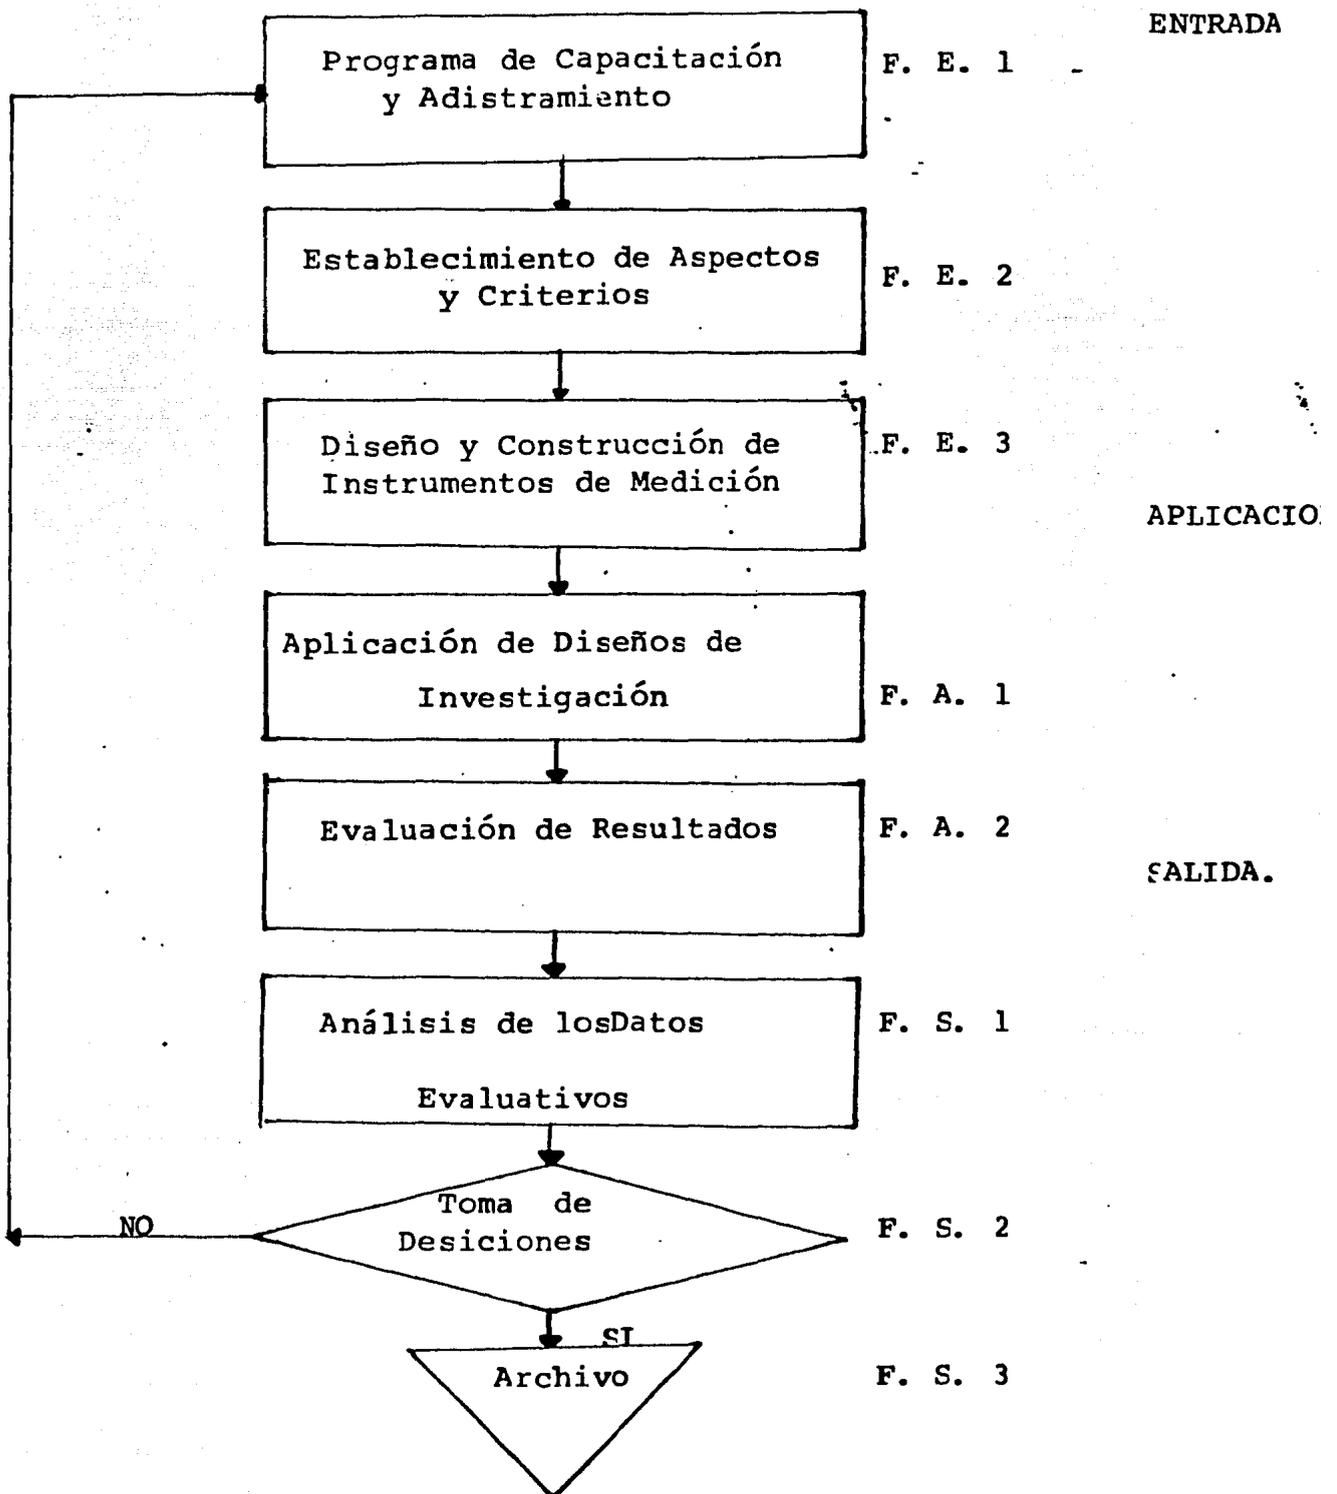 ENTRADA
Programa de Capacitación
y Adistramiento
F. E. 1
Establecimiento de Aspectos
y Criterios
F. E. 2
Diseño y Construcción de
Instrumentos de Medición
F. E. 3
APLICACIO
Aplicación de Diseños de
Investigación
F. A. 1
Evaluación de Resultados
F. A. 2
SALIDA.
Análisis de losDatos
Evaluativos
F. S. 1
Toma de
Desiciones
F. S. 2
NO
SI
Archivo
F. S. 3